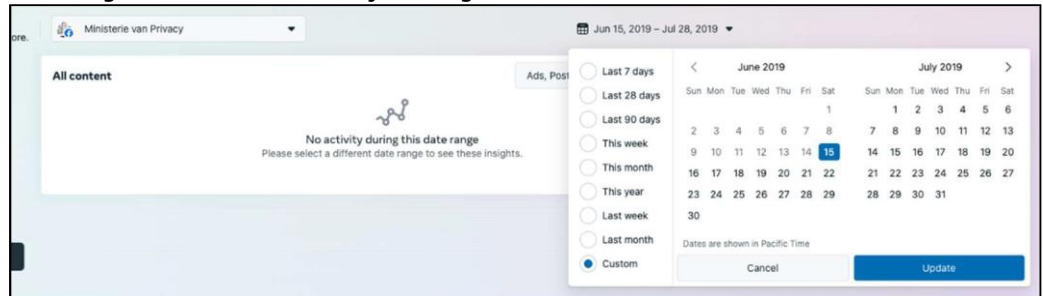 ore.
Ministerie van Privacy
Jun 15, 2019 – Jul 28, 2019
All content
Ads, Post
No activity during this date range
Please select a different date range to see these insights.
Last 7 days
Last 28 days
Last 90 days
This week
This month
This year
Last week
Last month
Custom
June 2019
Sun Mon Tue Wed Thu Fri Sat
1
2 3 4 5 6 7 8
9 10 11 12 13 14 15
16 17 18 19 20 21 22
23 24 25 26 27 28 29
30
July 2019
Sun Mon Tue Wed Thu Fri Sat
1 2 3 4 5 6
7 8 9 10 11 12 13
14 15 16 17 18 19 20
21 22 23 24 25 26 27
28 29 30 31
Dates are shown in Pacific Time
Cancel
Update